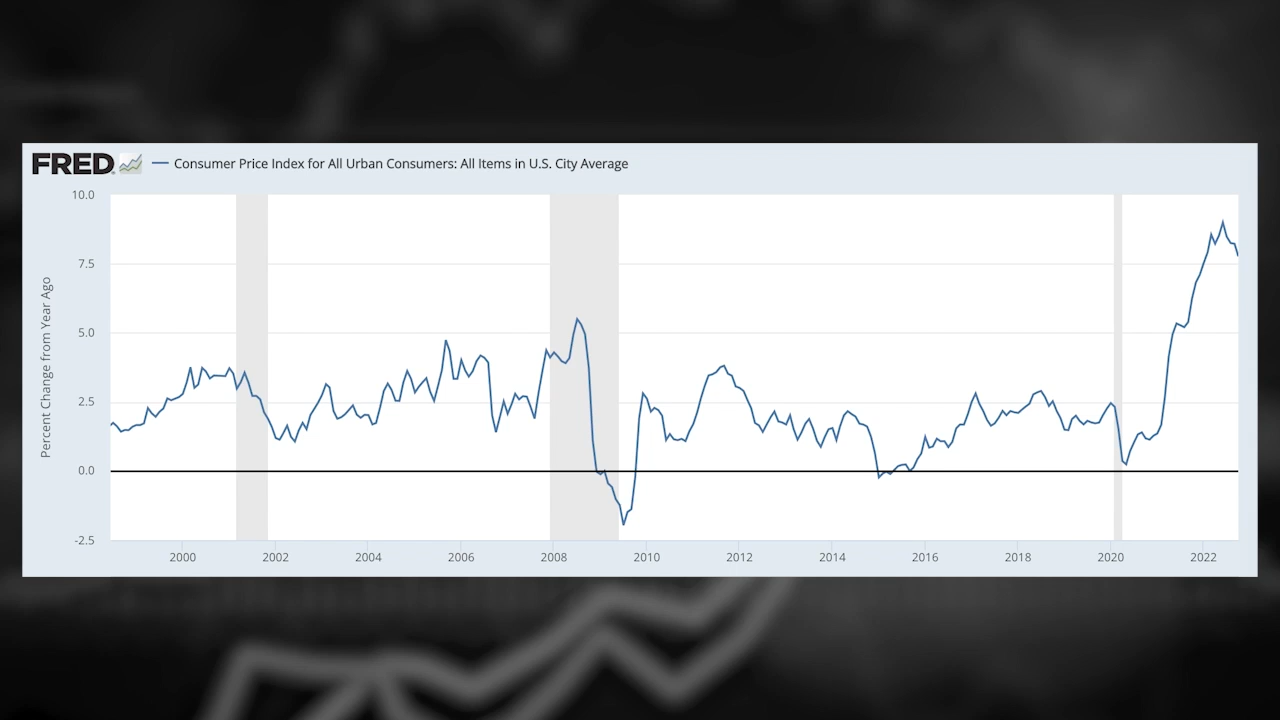 FRED
Consumer Price Index for All Urban Consumers: All Items in U.S. City Average
Percent Change from Year Ago
10.0
7.5
5.0
2.5
0.0
-2.5
2000 2002 2004 2006 2008 2010 2012 2014 2016 2018 2020 2022